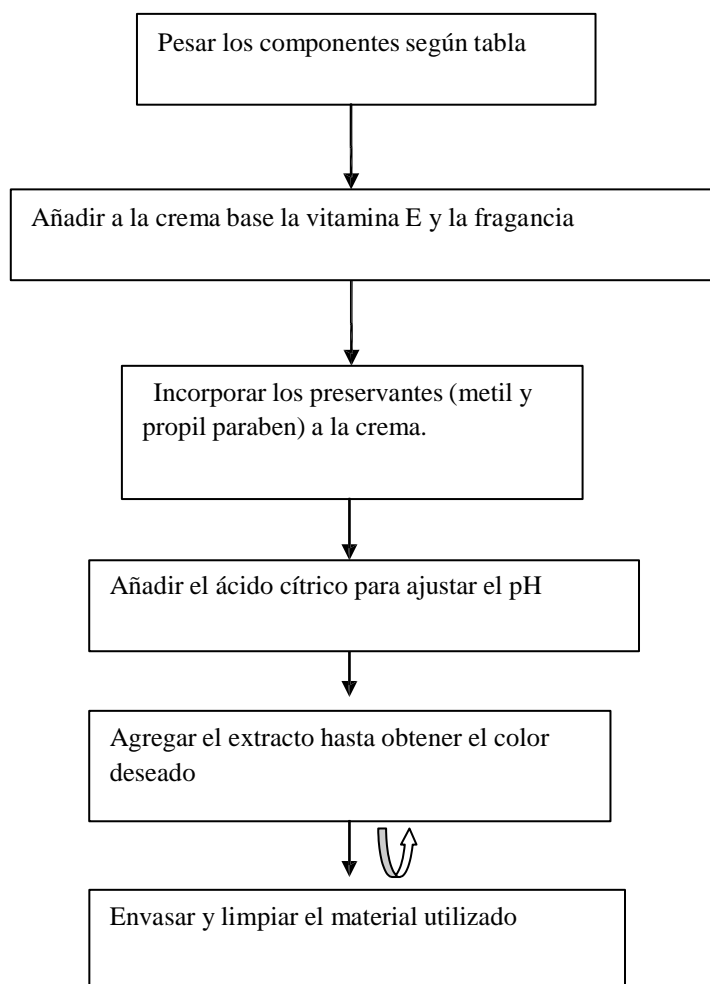 Pesar los componentes según tabla
Añadir a la crema base la vitamina E y la fragancia
Incorporar los preservantes (metil y
propil paraben) a la crema.
Añadir el ácido cítrico para ajustar el pH
Agregar el extracto hasta obtener el color
deseado
Envasar y limpiar el material utilizado